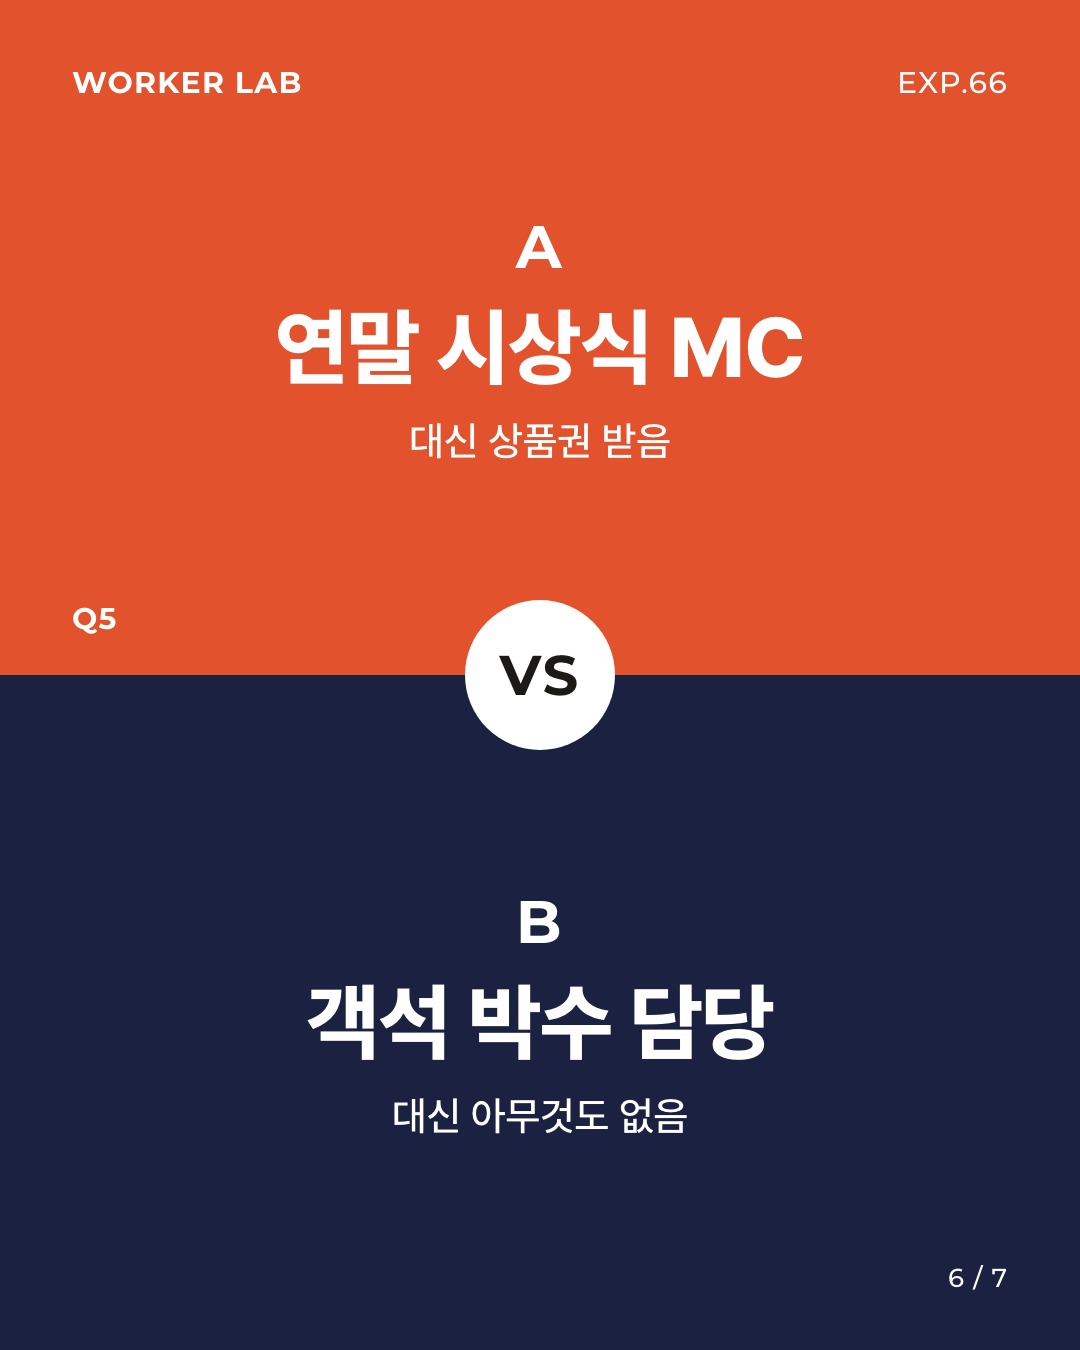 WORKER LAB
EXP.66
A
연말 시상식 MC
대신 상품권 받음
Q5
VS
B
객석 박수 담당
대신 아무것도 없음
6 / 7